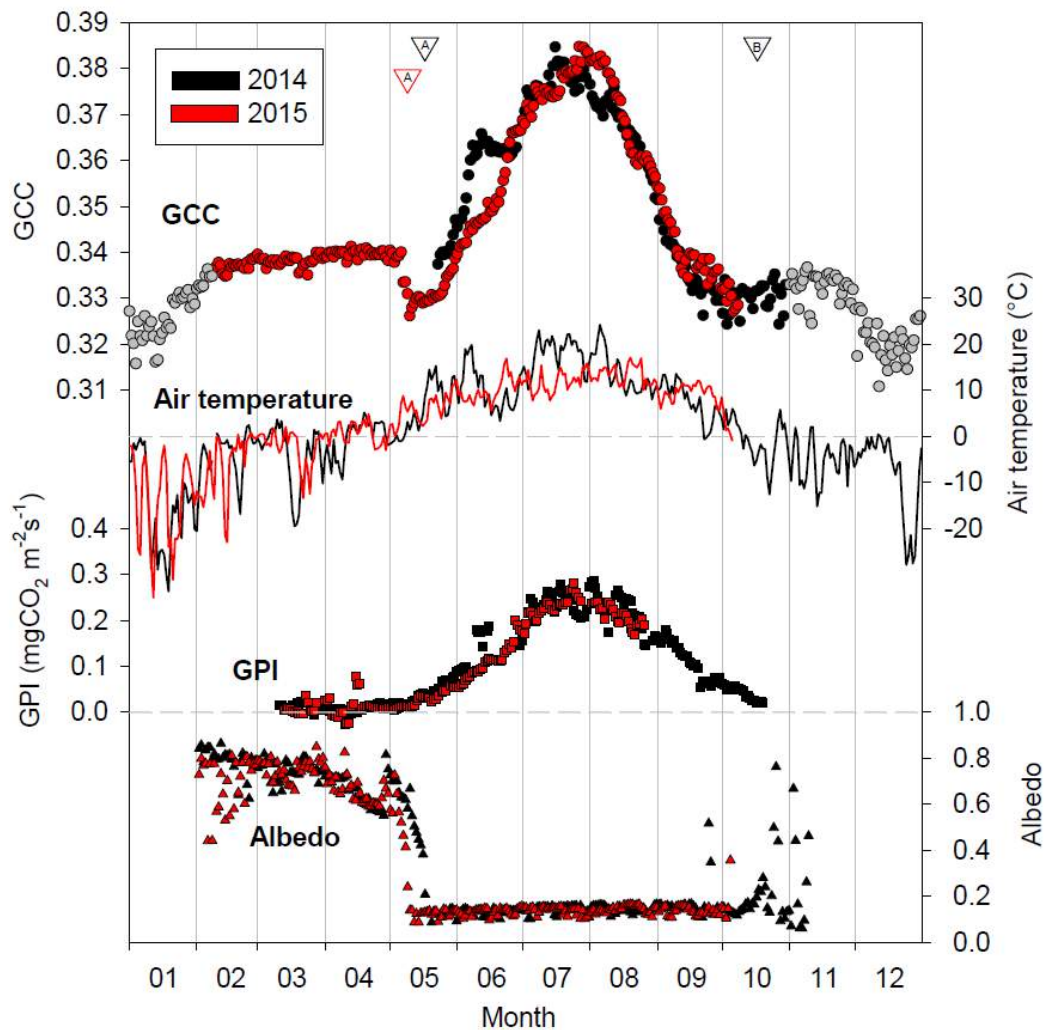 0.39
0.38
0.37
0.36
0.35
0.34
0.33
0.32
0.31
GCC
2014
2015
A
A
B
GCC
30
20
10
0
-10
-20
Air temperature (°C)
Air temperature
0.4
0.3
0.2
0.1
0.0
GPI (mgCO₂ m⁻²s⁻¹)
GPI
1.0
0.8
0.6
0.4
0.2
0.0
Albedo
Albedo
01 02 03 04 05 06 07 08 09 10 11 12
Month